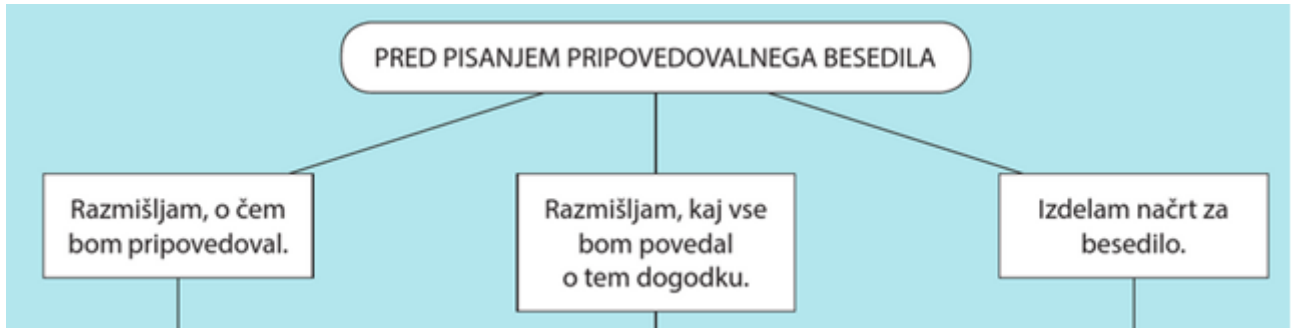 PRED PISANJEM PRIPOVEDOVALNEGA BESEDILA
Razmišljam, o čem
bom pripovedoval.
Razmišljam, kaj vse
bom povedal
o tem dogodku.
Izdelam načrt za
besedilo.